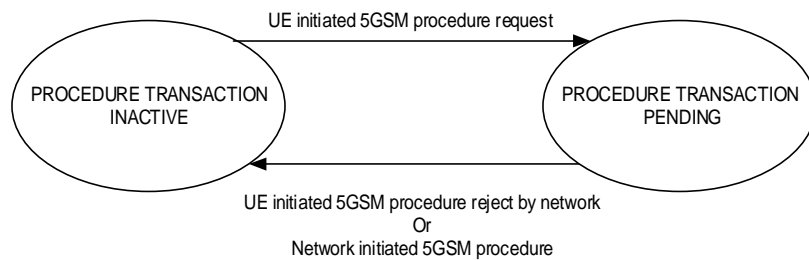 UE initiated 5GSM procedure request
PROCEDURE TRANSACTION
INACTIVE
PROCEDURE TRANSACTION
PENDING
UE initiated 5GSM procedure reject by network
Or
Network initiated 5GSM procedure